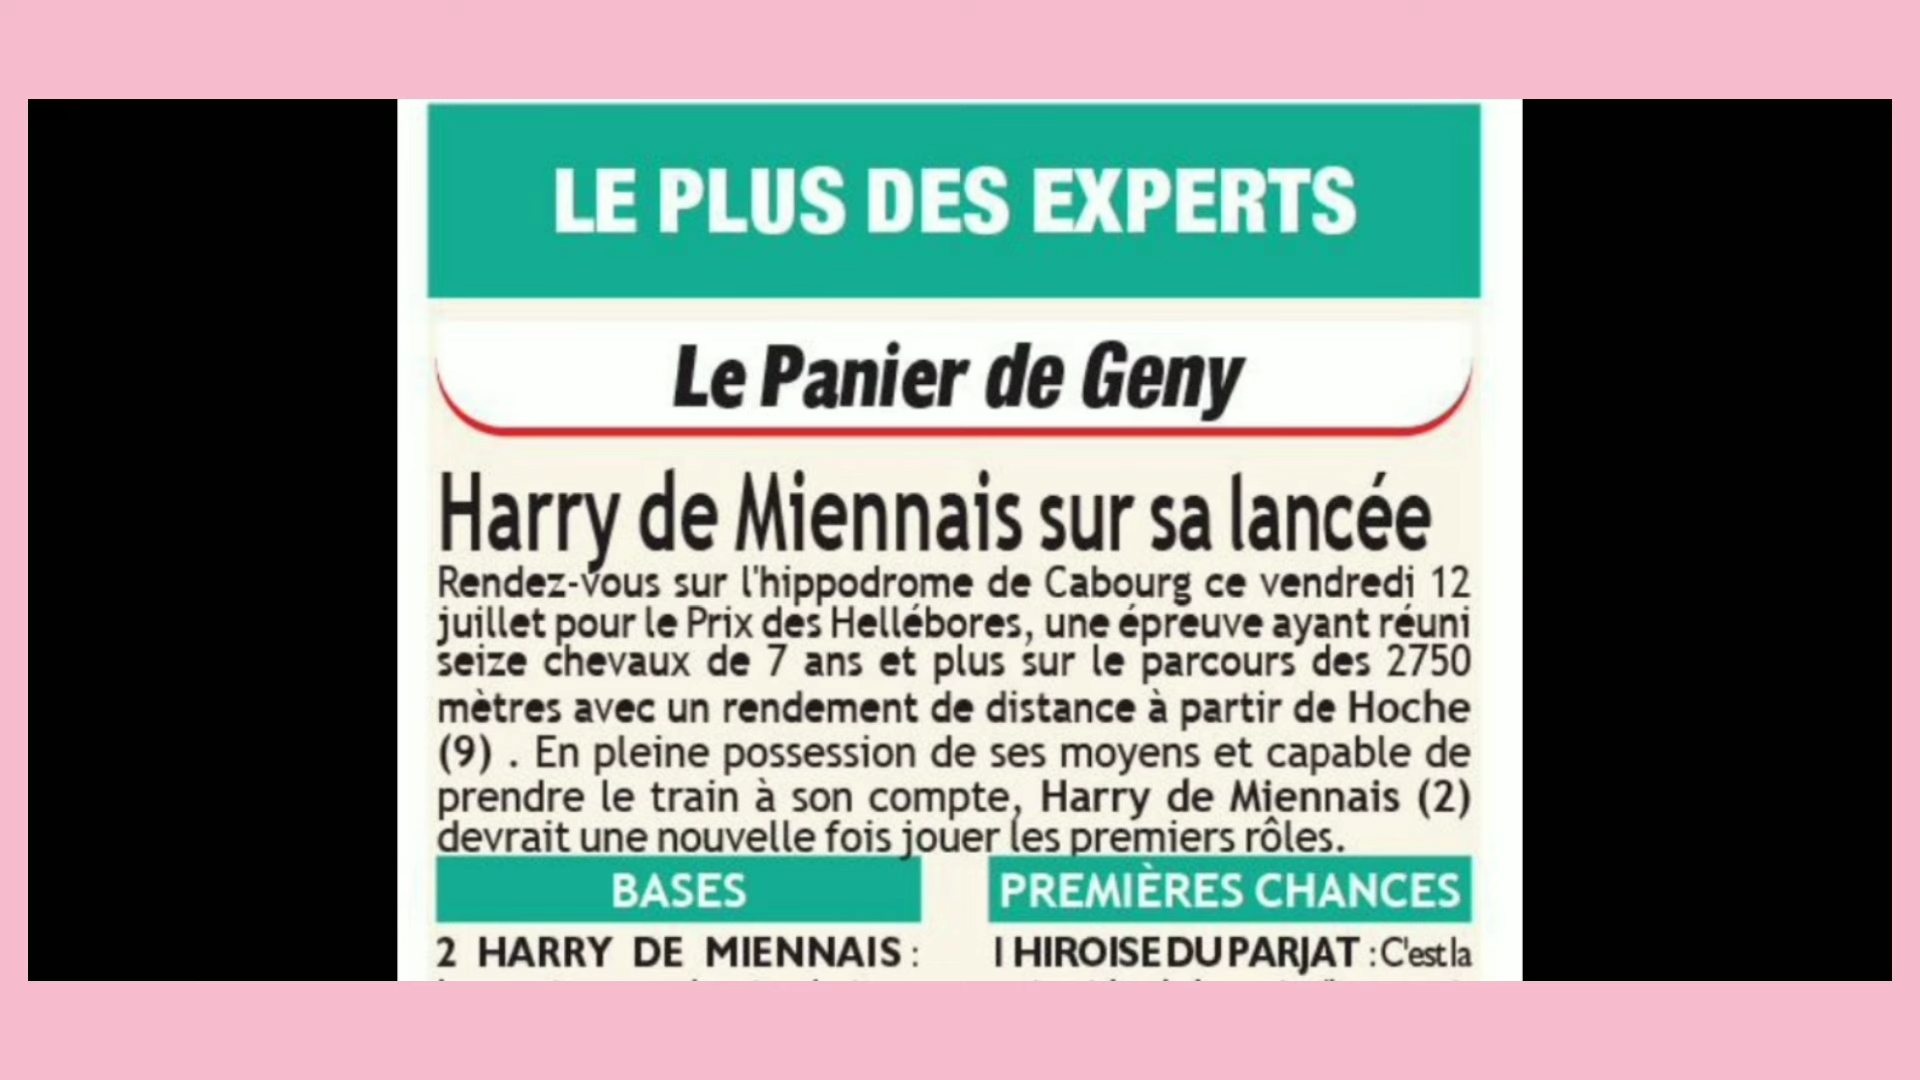 LE PLUS DES EXPERTS
Le Panier de Geny
Harry de Miennais sur sa lancée
Rendez-vous sur l'hippodrome de Cabourg ce vendredi 12
juillet pour le Prix des Hellébores, une épreuve ayant réuni
seize chevaux de 7 ans et plus sur le parcours des 2750
mètres avec un rendement de distance à partir de Hoche
(9) . En pleine possession de ses moyens et capable de
prendre le train à son compte, Harry de Miennais (2)
devrait une nouvelle fois jouer les premiers rôles.
BASES
2 HARRY DE MIENNAIS :
PREMIÈRES CHANCES
1 HIROISE DU PARJAT : C'est la